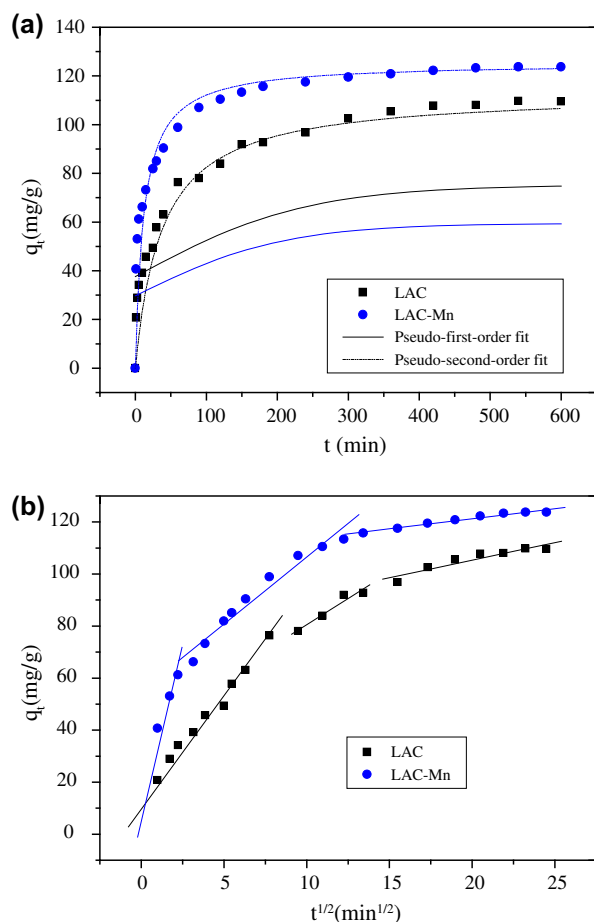 (a)
140
120
100
80
60
40
20
0
q_t(mg/g)
0 100 200 300 400 500 600
t (min)
LAC
LAC-Mn
Pseudo-first-order fit
Pseudo-second-order fit
(b)
120
100
80
60
40
20
0
q_t(mg/g)
0 5 10 15 20 25
t^{1/2}(min^{1/2})
LAC
LAC-Mn